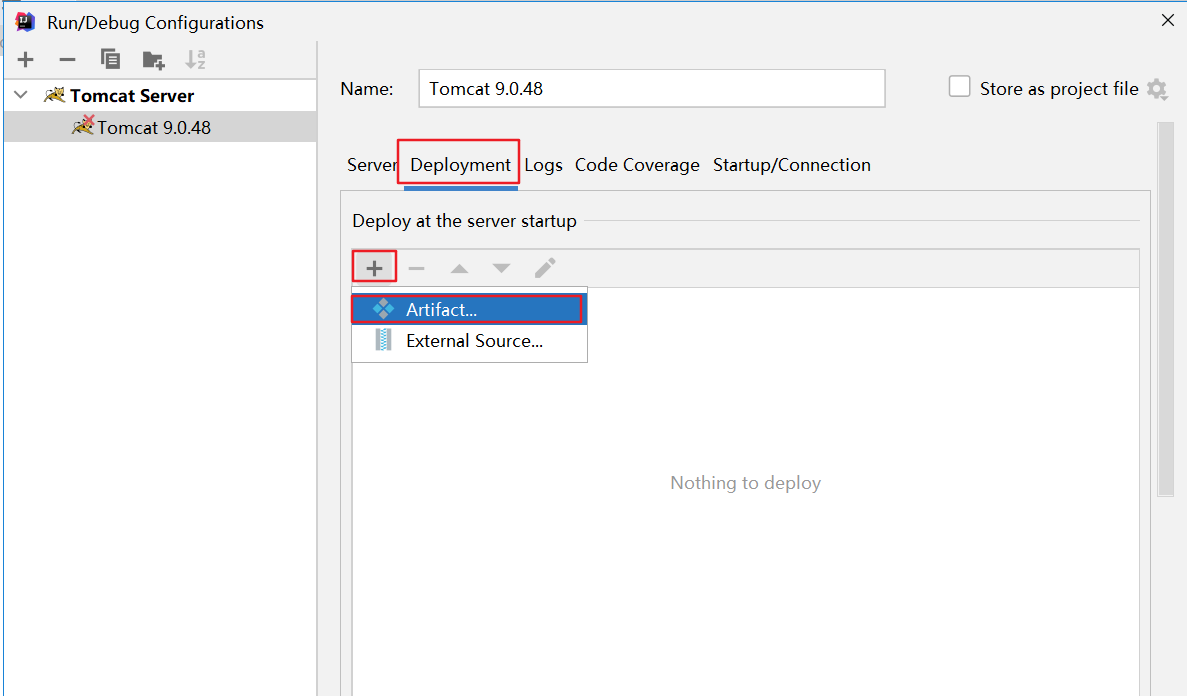 Run/Debug Configurations
Tomcat Server
Tomcat 9.0.48
Name: Tomcat 9.0.48 Store as project file
Server Deployment Logs Code Coverage Startup/Connection
Deploy at the server startup
Artifact...
External Source...
Nothing to deploy